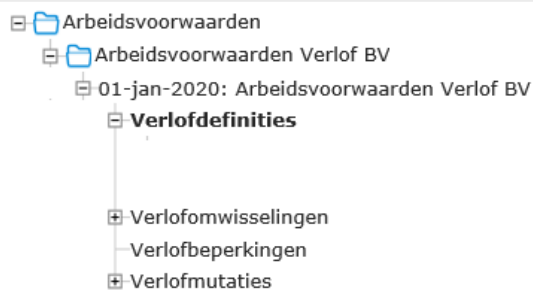 Arbeidsvoorwaarden
Arbeidsvoorwaarden Verlof BV
01-jan-2020: Arbeidsvoorwaarden Verlof BV
Verlofdefinities
Verlofomwisselingen
Verlofbeperkingen
Verlofmutaties